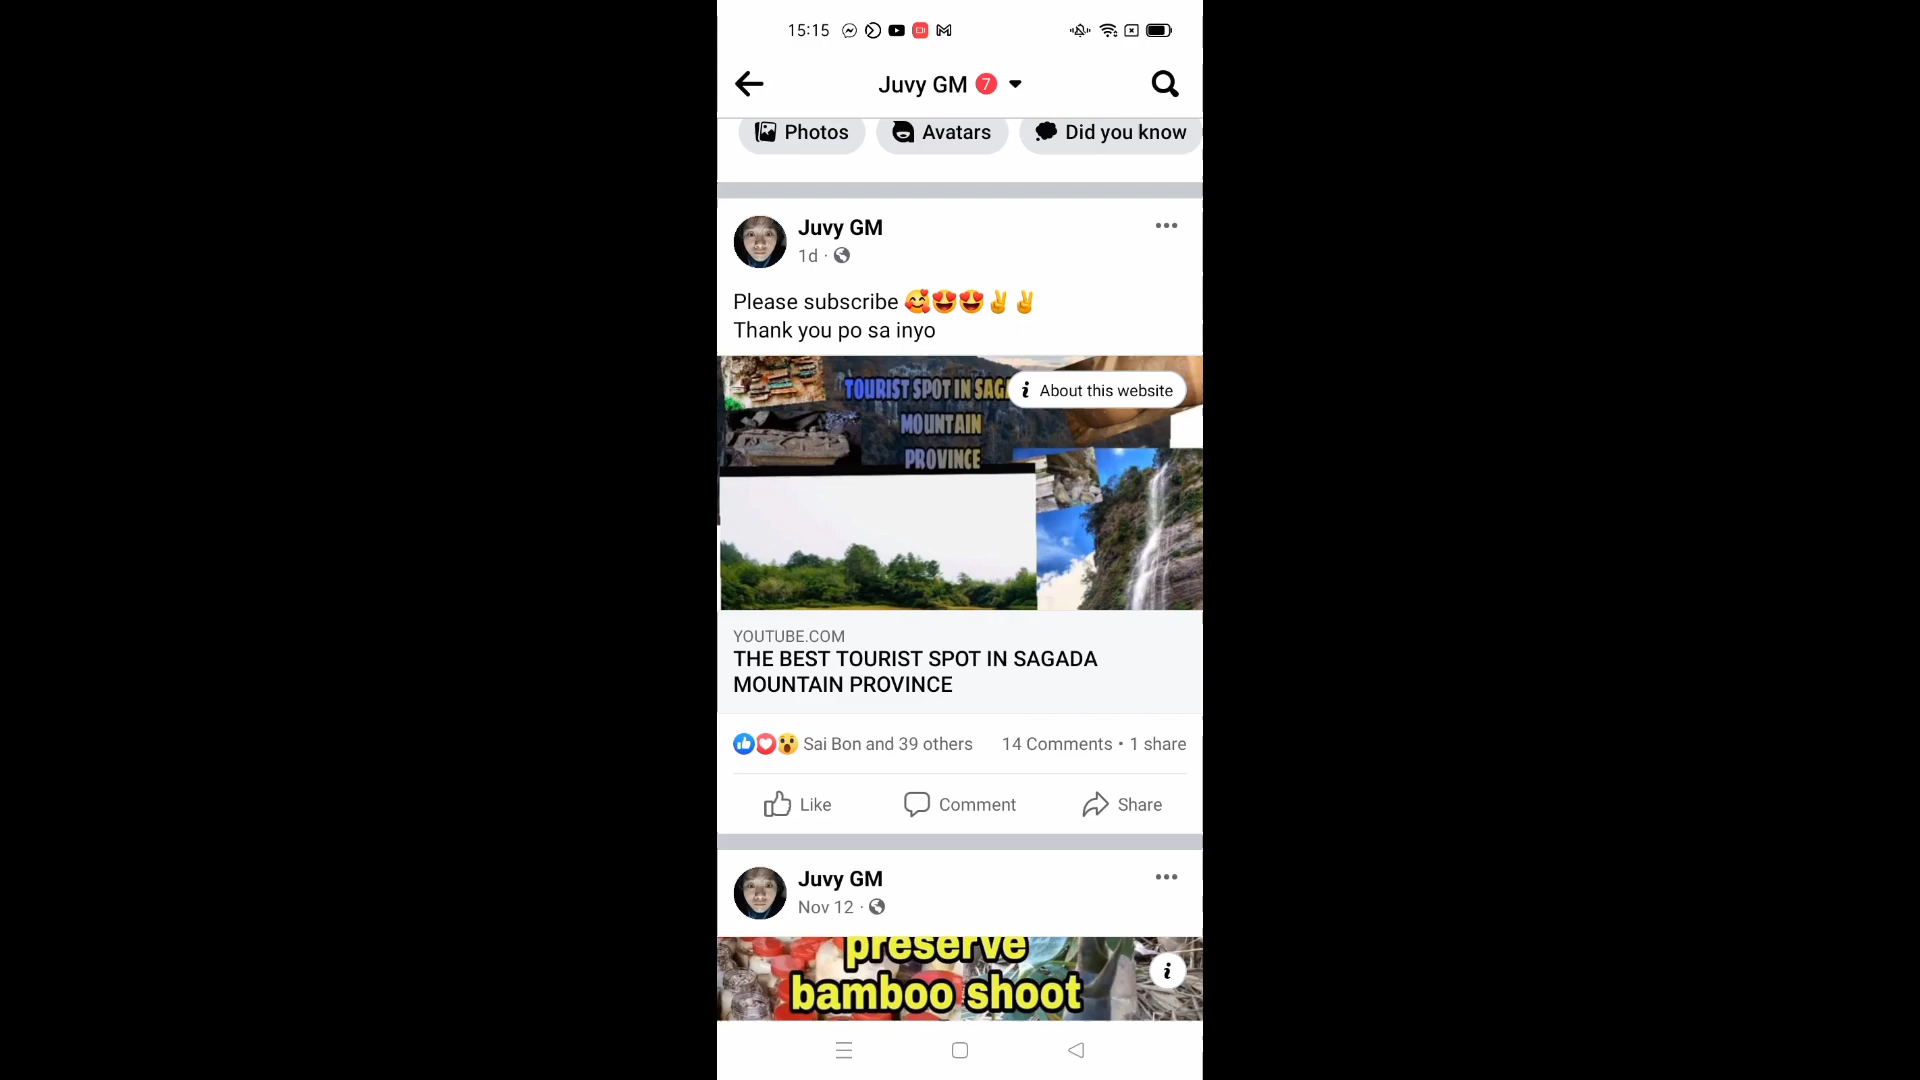 15:15
Juvy GM 7
Photos
Avatars
Did you know
Juvy GM
1d ·
Please subscribe 🥰😍😍✌️✌️
Thank you po sa inyo
TOURIST SPOT IN
About this website
MOUNTAIN
PROVINCE
YOUTUBE.COM
THE BEST TOURIST SPOT IN SAGADA
MOUNTAIN PROVINCE
Sai Bon and 39 others
14 Comments • 1 share
Like
Comment
Share
Juvy GM
Nov 12 ·
preserve
bamboo shoot